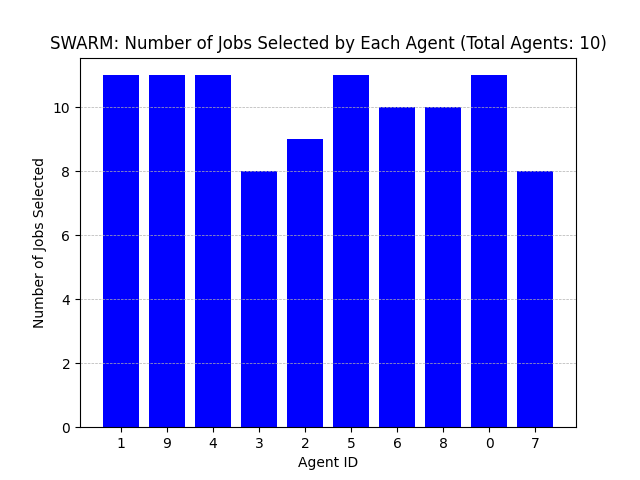 SWARM: Number of Jobs Selected by Each Agent (Total Agents: 10)
Number of Jobs Selected
10
8
6
4
2
0
1 9 4 3 2 5 6 8 0 7
Agent ID